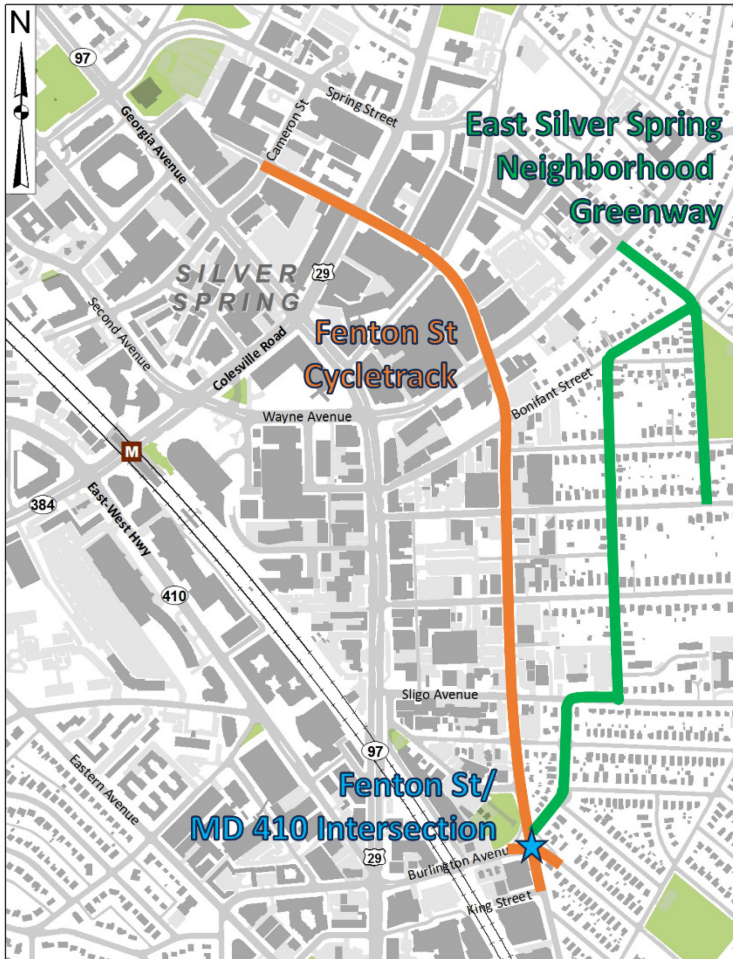 N
97
Georgia Avenue
Cameron St
Spring Street
East Silver Spring
Neighborhood
Greenway
SILVER
SPRING
29
Second Avenue
Colesville Road
Fenton St
Cycletrack
Bonifant Street
Wayne Avenue
M
384
East-West Hwy
410
Sligo Avenue
97
Eastern Avenue
Fenton St/
MD 410 Intersection
29
Burlington Avenu
King Street